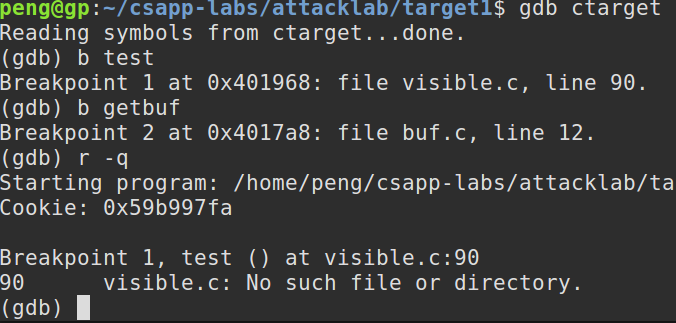 peng@gp:~/csapp-labs/attacklab/target1$ gdb ctarget
Reading symbols from ctarget...done.
(gdb) b test
Breakpoint 1 at 0x401968: file visible.c, line 90.
(gdb) b getbuf
Breakpoint 2 at 0x4017a8: file buf.c, line 12.
(gdb) r -q
Starting program: /home/peng/csapp-labs/attacklab/ta
Cookie: 0x59b997fa
Breakpoint 1, test () at visible.c:90
90      visible.c: No such file or directory.
(gdb)